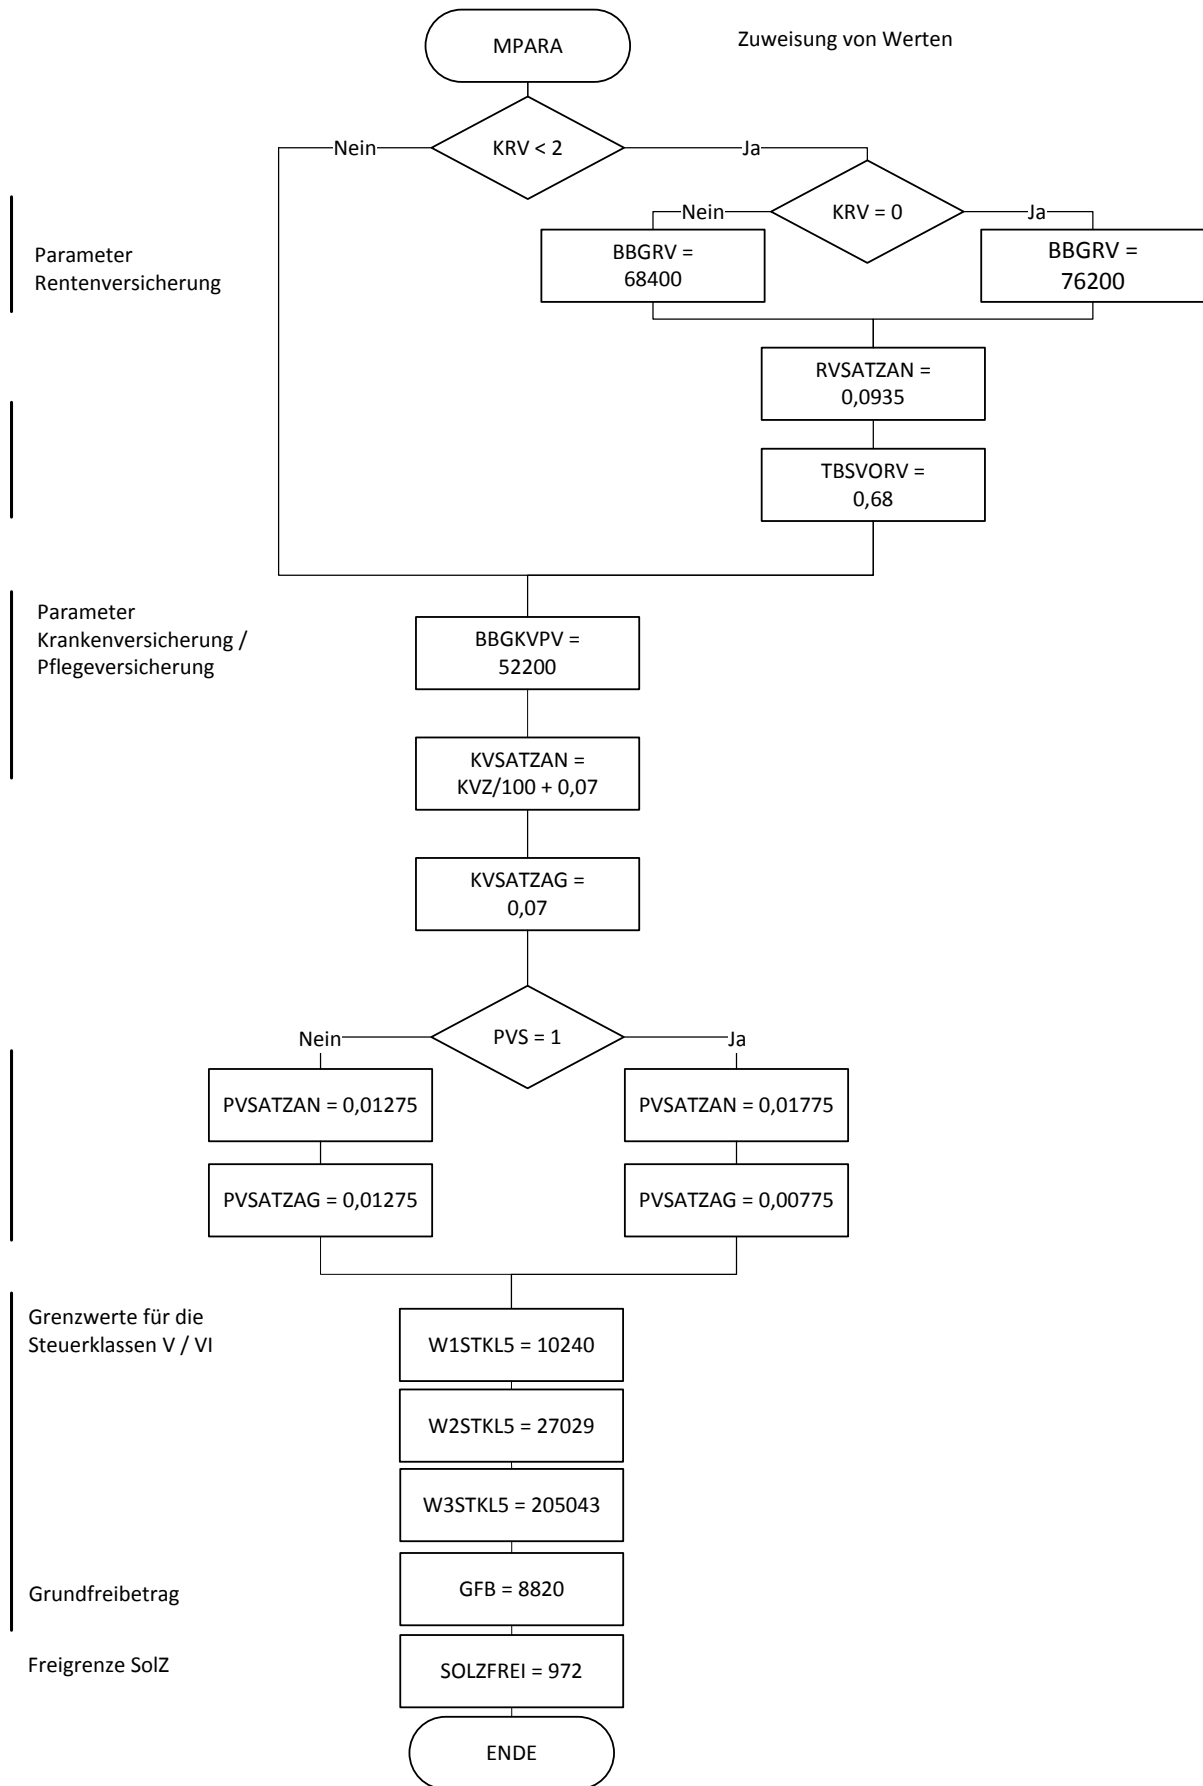 MPARA
Zuweisung von Werten
Nein
KRV < 2
Ja
Nein
KRV = 0
Ja
Parameter
Rentenversicherung
BBGRV =
68400
BBGRV =
76200
RVSATZAN =
0,0935
TBSVORV =
0,68
Parameter
Krankenversicherung /
Pflegeversicherung
BBGKVPV =
52200
KVSATZAN =
KVZ/100 + 0,07
KVSATZAG =
0,07
Nein
PVS = 1
Ja
PVSATZAN = 0,01275
PVSATZAN = 0,01775
PVSATZAG = 0,01275
PVSATZAG = 0,00775
Grenzwerte für die
Steuerklassen V / VI
W1STKL5 = 10240
W2STKL5 = 27029
W3STKL5 = 205043
Grundfreibetrag
GFB = 8820
Freigrenze SolZ
SOLZFREI = 972
ENDE